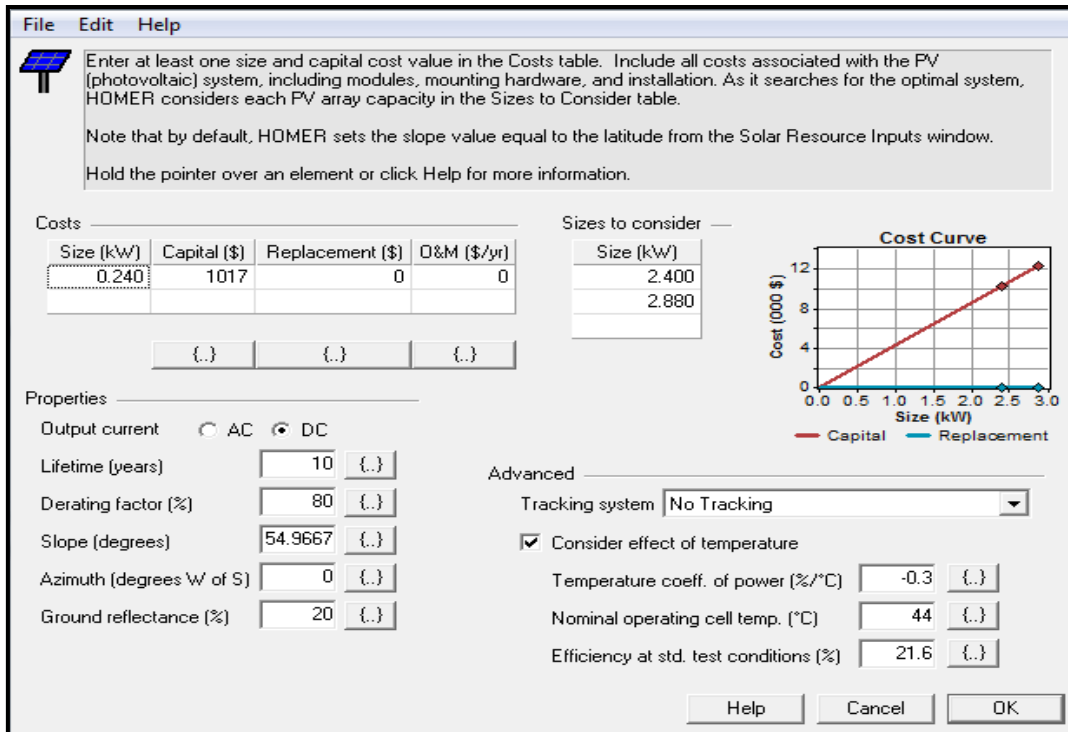 File Edit Help
Enter at least one size and capital cost value in the Costs table. Include all costs associated with the PV
(photovoltaic) system, including modules, mounting hardware, and installation. As it searches for the optimal system,
HOMER considers each PV array capacity in the Sizes to Consider table.
Note that by default, HOMER sets the slope value equal to the latitude from the Solar Resource Inputs window.
Hold the pointer over an element or click Help for more information.
Costs
Size (kW) Capital ($) Replacement ($) O&M ($/yr)
0.240 1017 0 0
{..} {..} {..}
Sizes to consider
Size (kW)
2.400
2.880
Cost Curve
Cost (000 $)
12
8
4
0
0.0 0.5 1.0 1.5 2.0 2.5 3.0
Size (kW)
Capital Replacement
Properties
Output current AC DC
Lifetime (years) 10 {..}
Derating factor (%) 80 {..}
Slope (degrees) 54.9667 {..}
Azimuth (degrees W of S) 0 {..}
Ground reflectance (%) 20 {..}
Advanced
Tracking system No Tracking
Consider effect of temperature
Temperature coeff. of power (%/°C) -0.3 {..}
Nominal operating cell temp. (°C) 44 {..}
Efficiency at std. test conditions (%) 21.6 {..}
Help Cancel OK